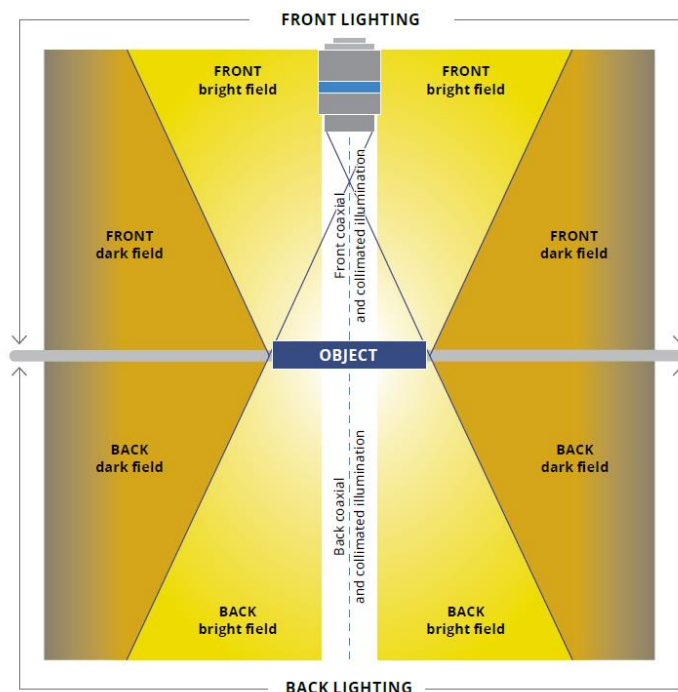 FRONT LIGHTING
FRONT
bright field
FRONT
bright field
Front coaxial
and collimated illumination
FRONT
dark field
FRONT
dark field
OBJECT
BACK
dark field
BACK
dark field
Back coaxial
and collimated illumination
BACK
bright field
BACK
bright field
BACK LIGHTING